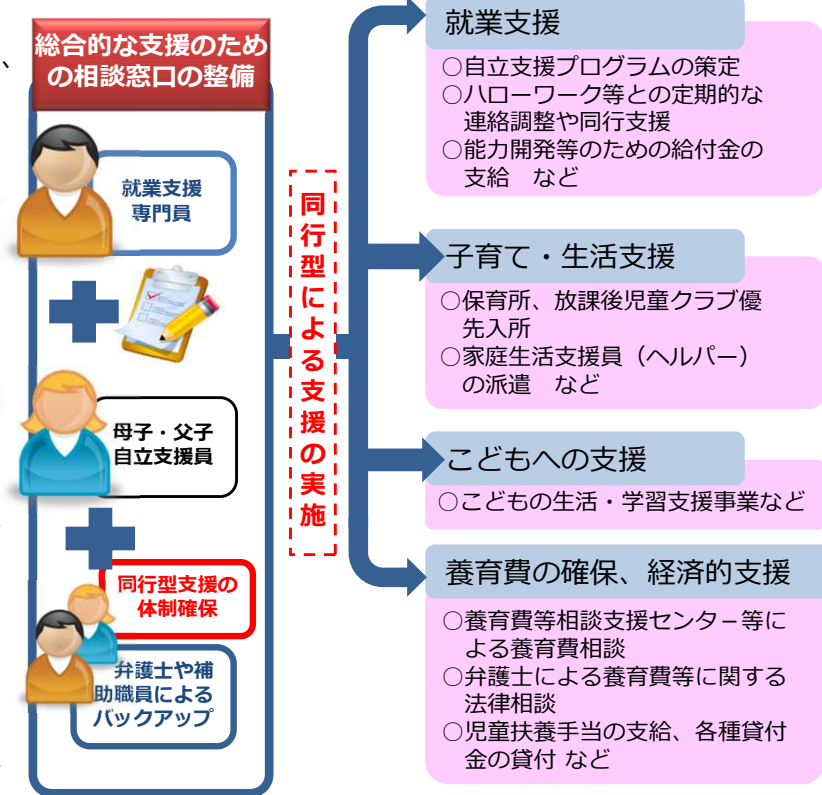 、
総合的な支援のため
の相談窓口の整備
就業支援
専門員
母子・父子
自立支援員
同行型支援の
体制確保
弁護士や補
助職員による
バックアップ
同行型による支援の実施
就業支援
○自立支援プログラムの策定
○ハローワーク等との定期的な
連絡調整や同行支援
○能力開発等のための給付金の
支給　など
子育て・生活支援
○保育所、放課後児童クラブ優
先入所
○家庭生活支援員（ヘルパー）
の派遣　など
こどもへの支援
○こどもの生活・学習支援事業など
養育費の確保、経済的支援
○養育費等相談支援センター等に
よる養育費相談
○弁護士による養育費等に関する
法律相談
○児童扶養手当の支給、各種貸付
金の貸付 など